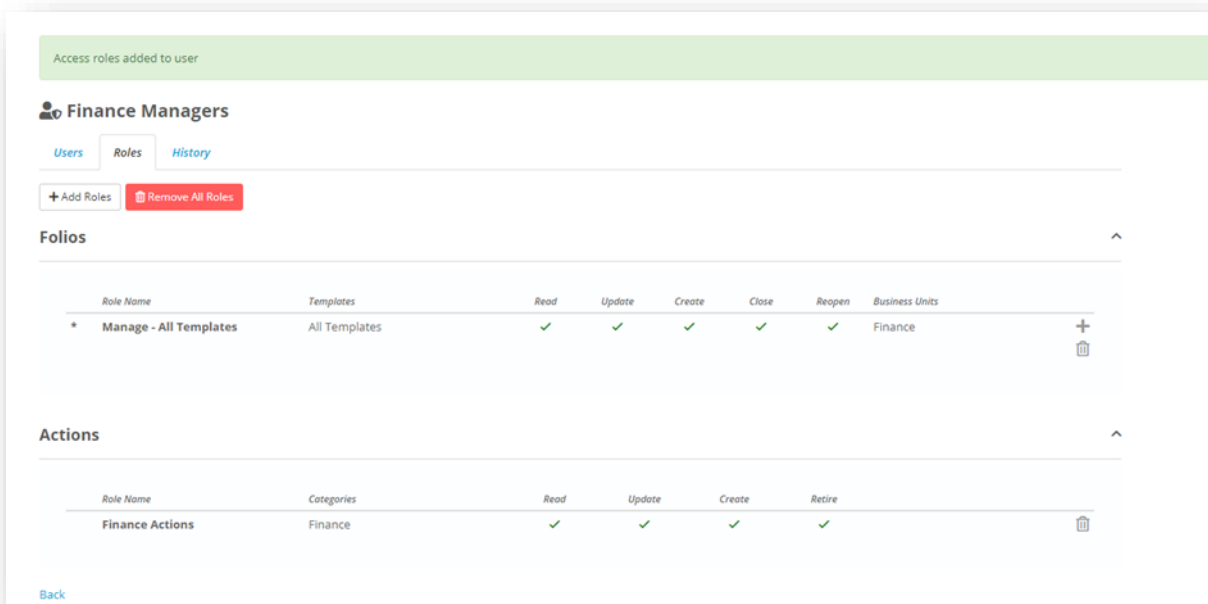 Access roles added to user
Finance Managers
Users Roles History
+ Add Roles Remove All Roles
Folios
Role Name Templates Read Update Create Close Reopen Business Units
* Manage - All Templates All Templates Finance
Actions
Role Name Categories Read Update Create Retire
Finance Actions Finance
Back